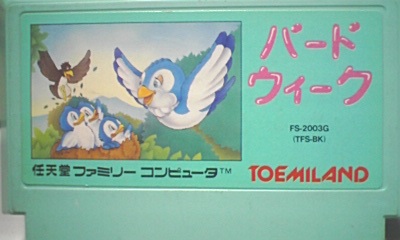 バード
ウィーク
FS-2003G
(TFS-BK)
任天堂 ファミリー コンピュータ™
TOEMILAND